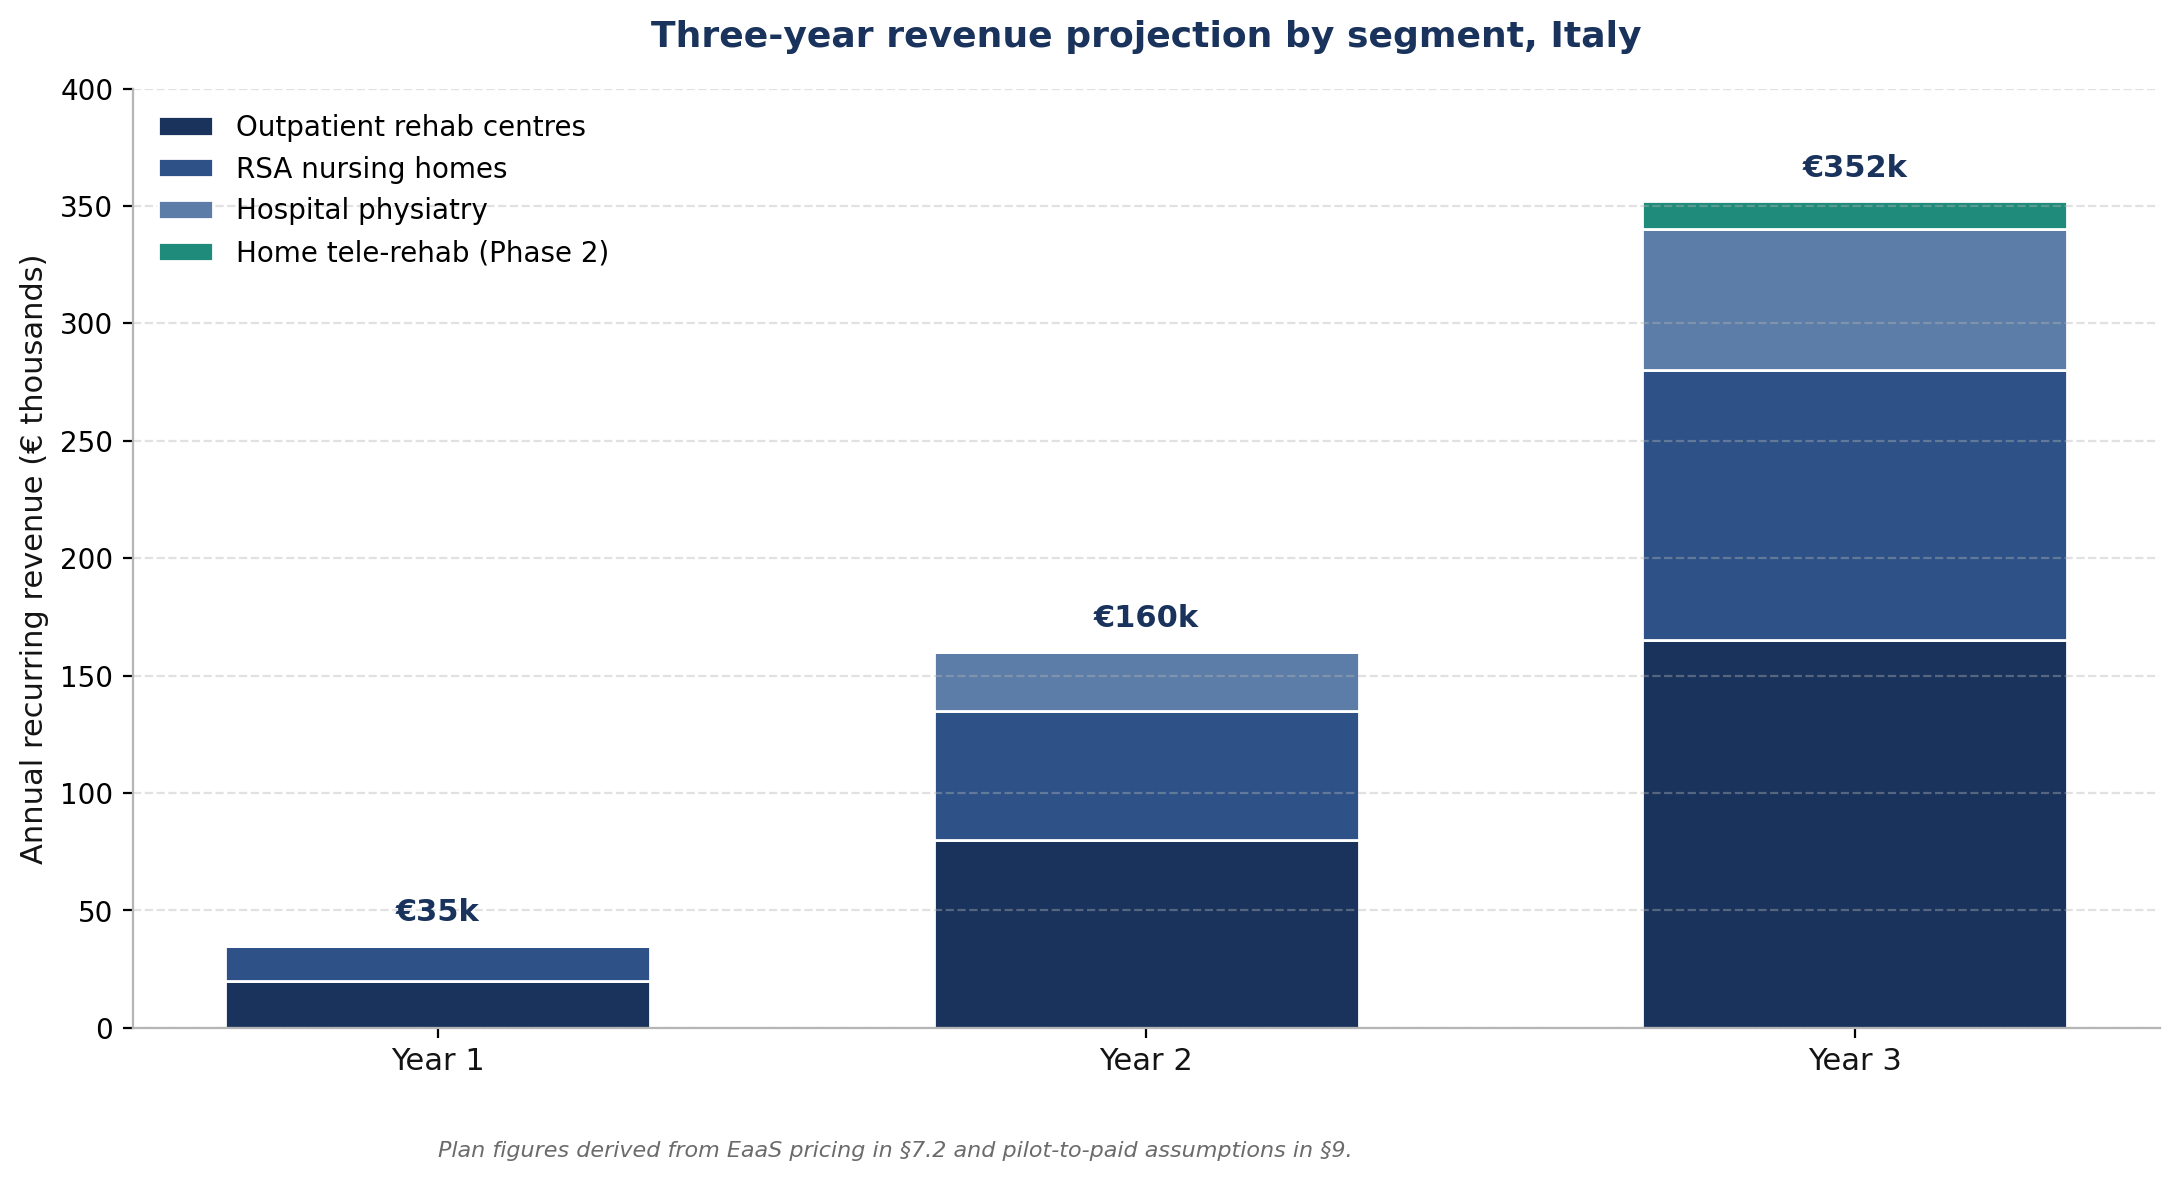 Three-year revenue projection by segment, Italy
Annual recurring revenue (€ thousands)
400
350
300
250
200
150
100
50
0
Outpatient rehab centres
RSA nursing homes
Hospital physiatry
Home tele-rehab (Phase 2)
€35k
€160k
€352k
Year 1
Year 2
Year 3
Plan figures derived from EaaS pricing in §7.2 and pilot-to-paid assumptions in §9.